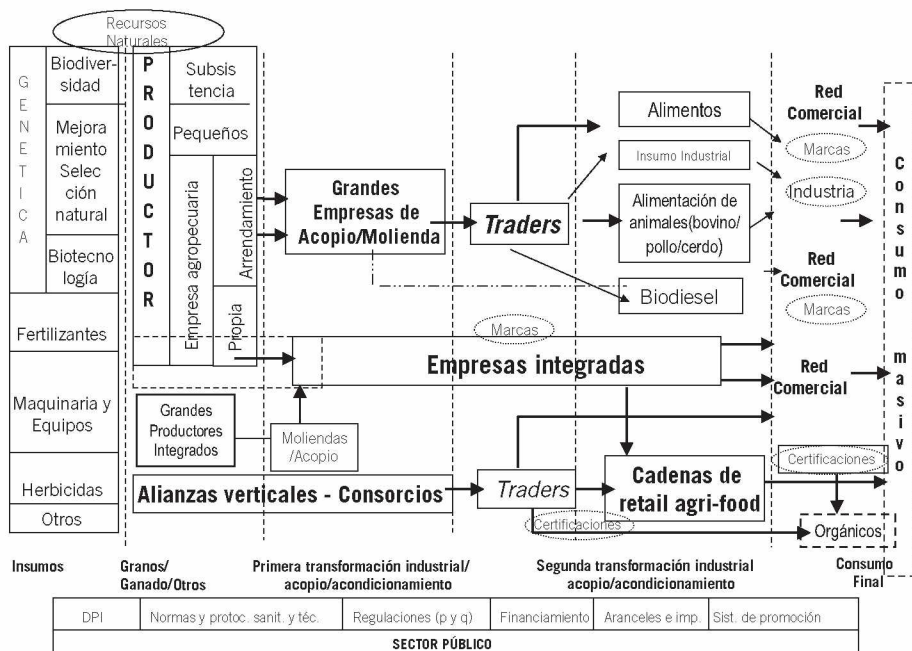 Recursos
Naturales
GENETICA
Biodiver-
sidad
Mejora
miento
Selec
ción
natural
Biotecno
logía
Fertilizantes
Maquinaria y
Equipos
Herbicidas
Otros
PRODUCTOR
Subsis
tencia
Pequeños
Empresa agropecuaria
Arrendamiento
Propia
Grandes
Empresas de
Acopio/Molienda
Traders
Alimentos
Insumo Industrial
Alimentación de
animales(bovino/
pollo/cerdo)
Biodiesel
Red
Comercial
Marcas
Industria
Red
Comercial
Marcas
Consumo masivo
Marcas
Empresas integradas
Red
Comercial
Grandes
Productores
Integrados
Moliendas
/Acopio
Alianzas verticales - Consorcios
Traders
Certificaciones
Cadenas de
retail agri-food
Certificaciones
Orgánicos
Insumos
Granos/
Ganado/Otros
Primera transformación industrial/
acopio/acondicionamiento
Segunda transformación industrial
acopio/acondicionamiento
Consumo
Final
DPI
Normas y protoc. sanit. y téc.
Regulaciones (p y q)
Financiamiento
Aranceles e imp.
Sist. de promoción
SECTOR PÚBLICO